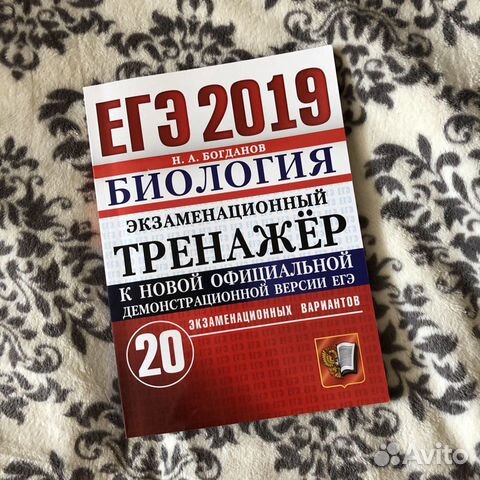 ЕГЭ 2019
Н. А. БОГДАНОВ
БИОЛОГИЯ
ЭКЗАМЕНАЦИОННЫЙ
ТРЕНАЖЁР
К НОВОЙ ОФИЦИАЛЬНОЙ
ДЕМОНСТРАЦИОННОЙ ВЕРСИИ ЕГЭ
20
ЭКЗАМЕНАЦИОННЫХ ВАРИАНТОВ
Avito